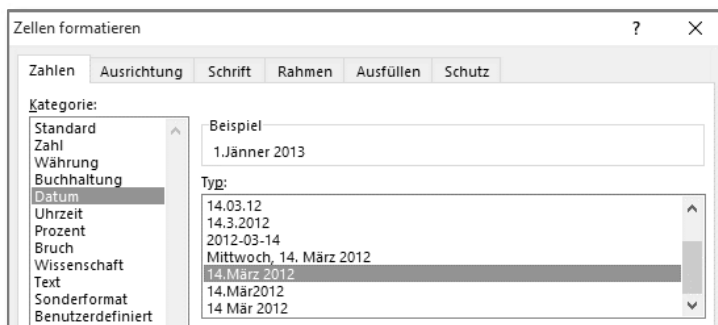 Zellen formatieren ? ×
Zahlen Ausrichtung Schrift Rahmen Ausfüllen Schutz
Kategorie:
Standard
Zahl
Währung
Buchhaltung
Datum
Uhrzeit
Prozent
Bruch
Wissenschaft
Text
Sonderformat
Benutzerdefiniert
Beispiel
1.Jänner 2013
Typ:
14.03.12
14.3.2012
2012-03-14
Mittwoch, 14. März 2012
14.März 2012
14.Mär2012
14 Mär 2012